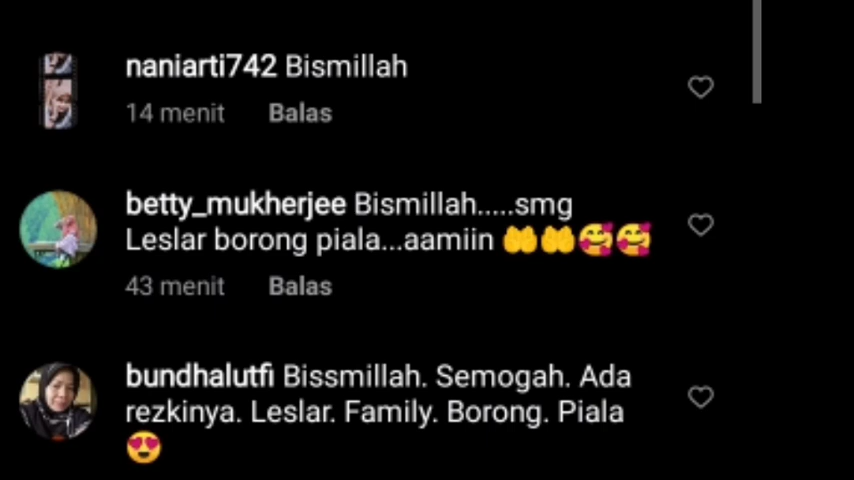 naniarti742 Bismillah
14 menit Balas
betty_mukherjee Bismillah.....smg
Leslar borong piala...aamiin 🤲🤲🥰🥰
43 menit Balas
bundhalutfi Bissmillah. Semogah. Ada
rezkinya. Leslar. Family. Borong. Piala
😍